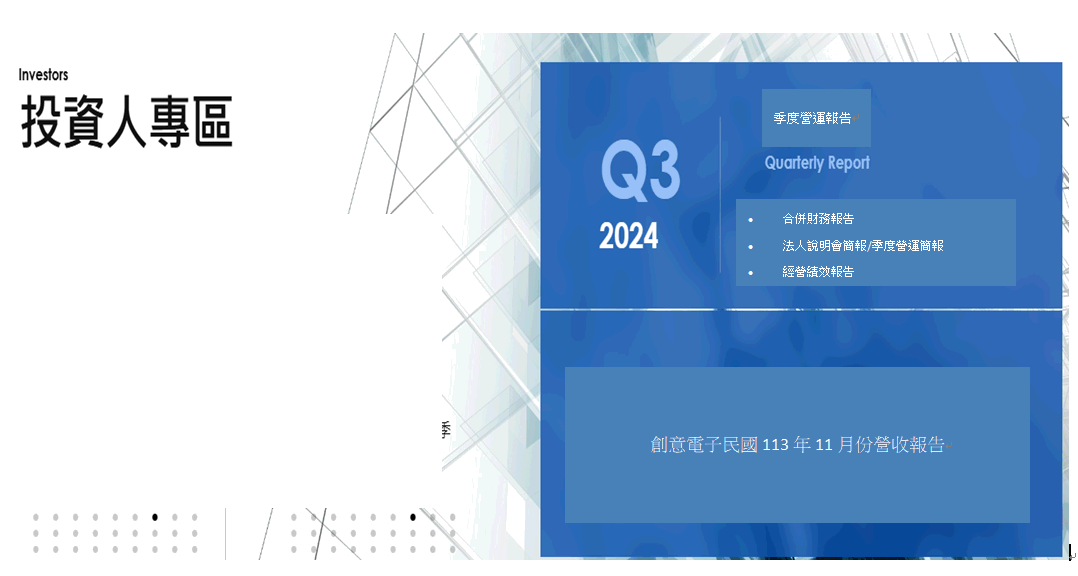 Investors
投資人專區
Q3
2024
季度營運報告
Quarterly Report
• 合併財務報告
• 法人說明會簡報/季度營運簡報
• 經營績效報告
創意電子民國 113 年 11 月份營收報告